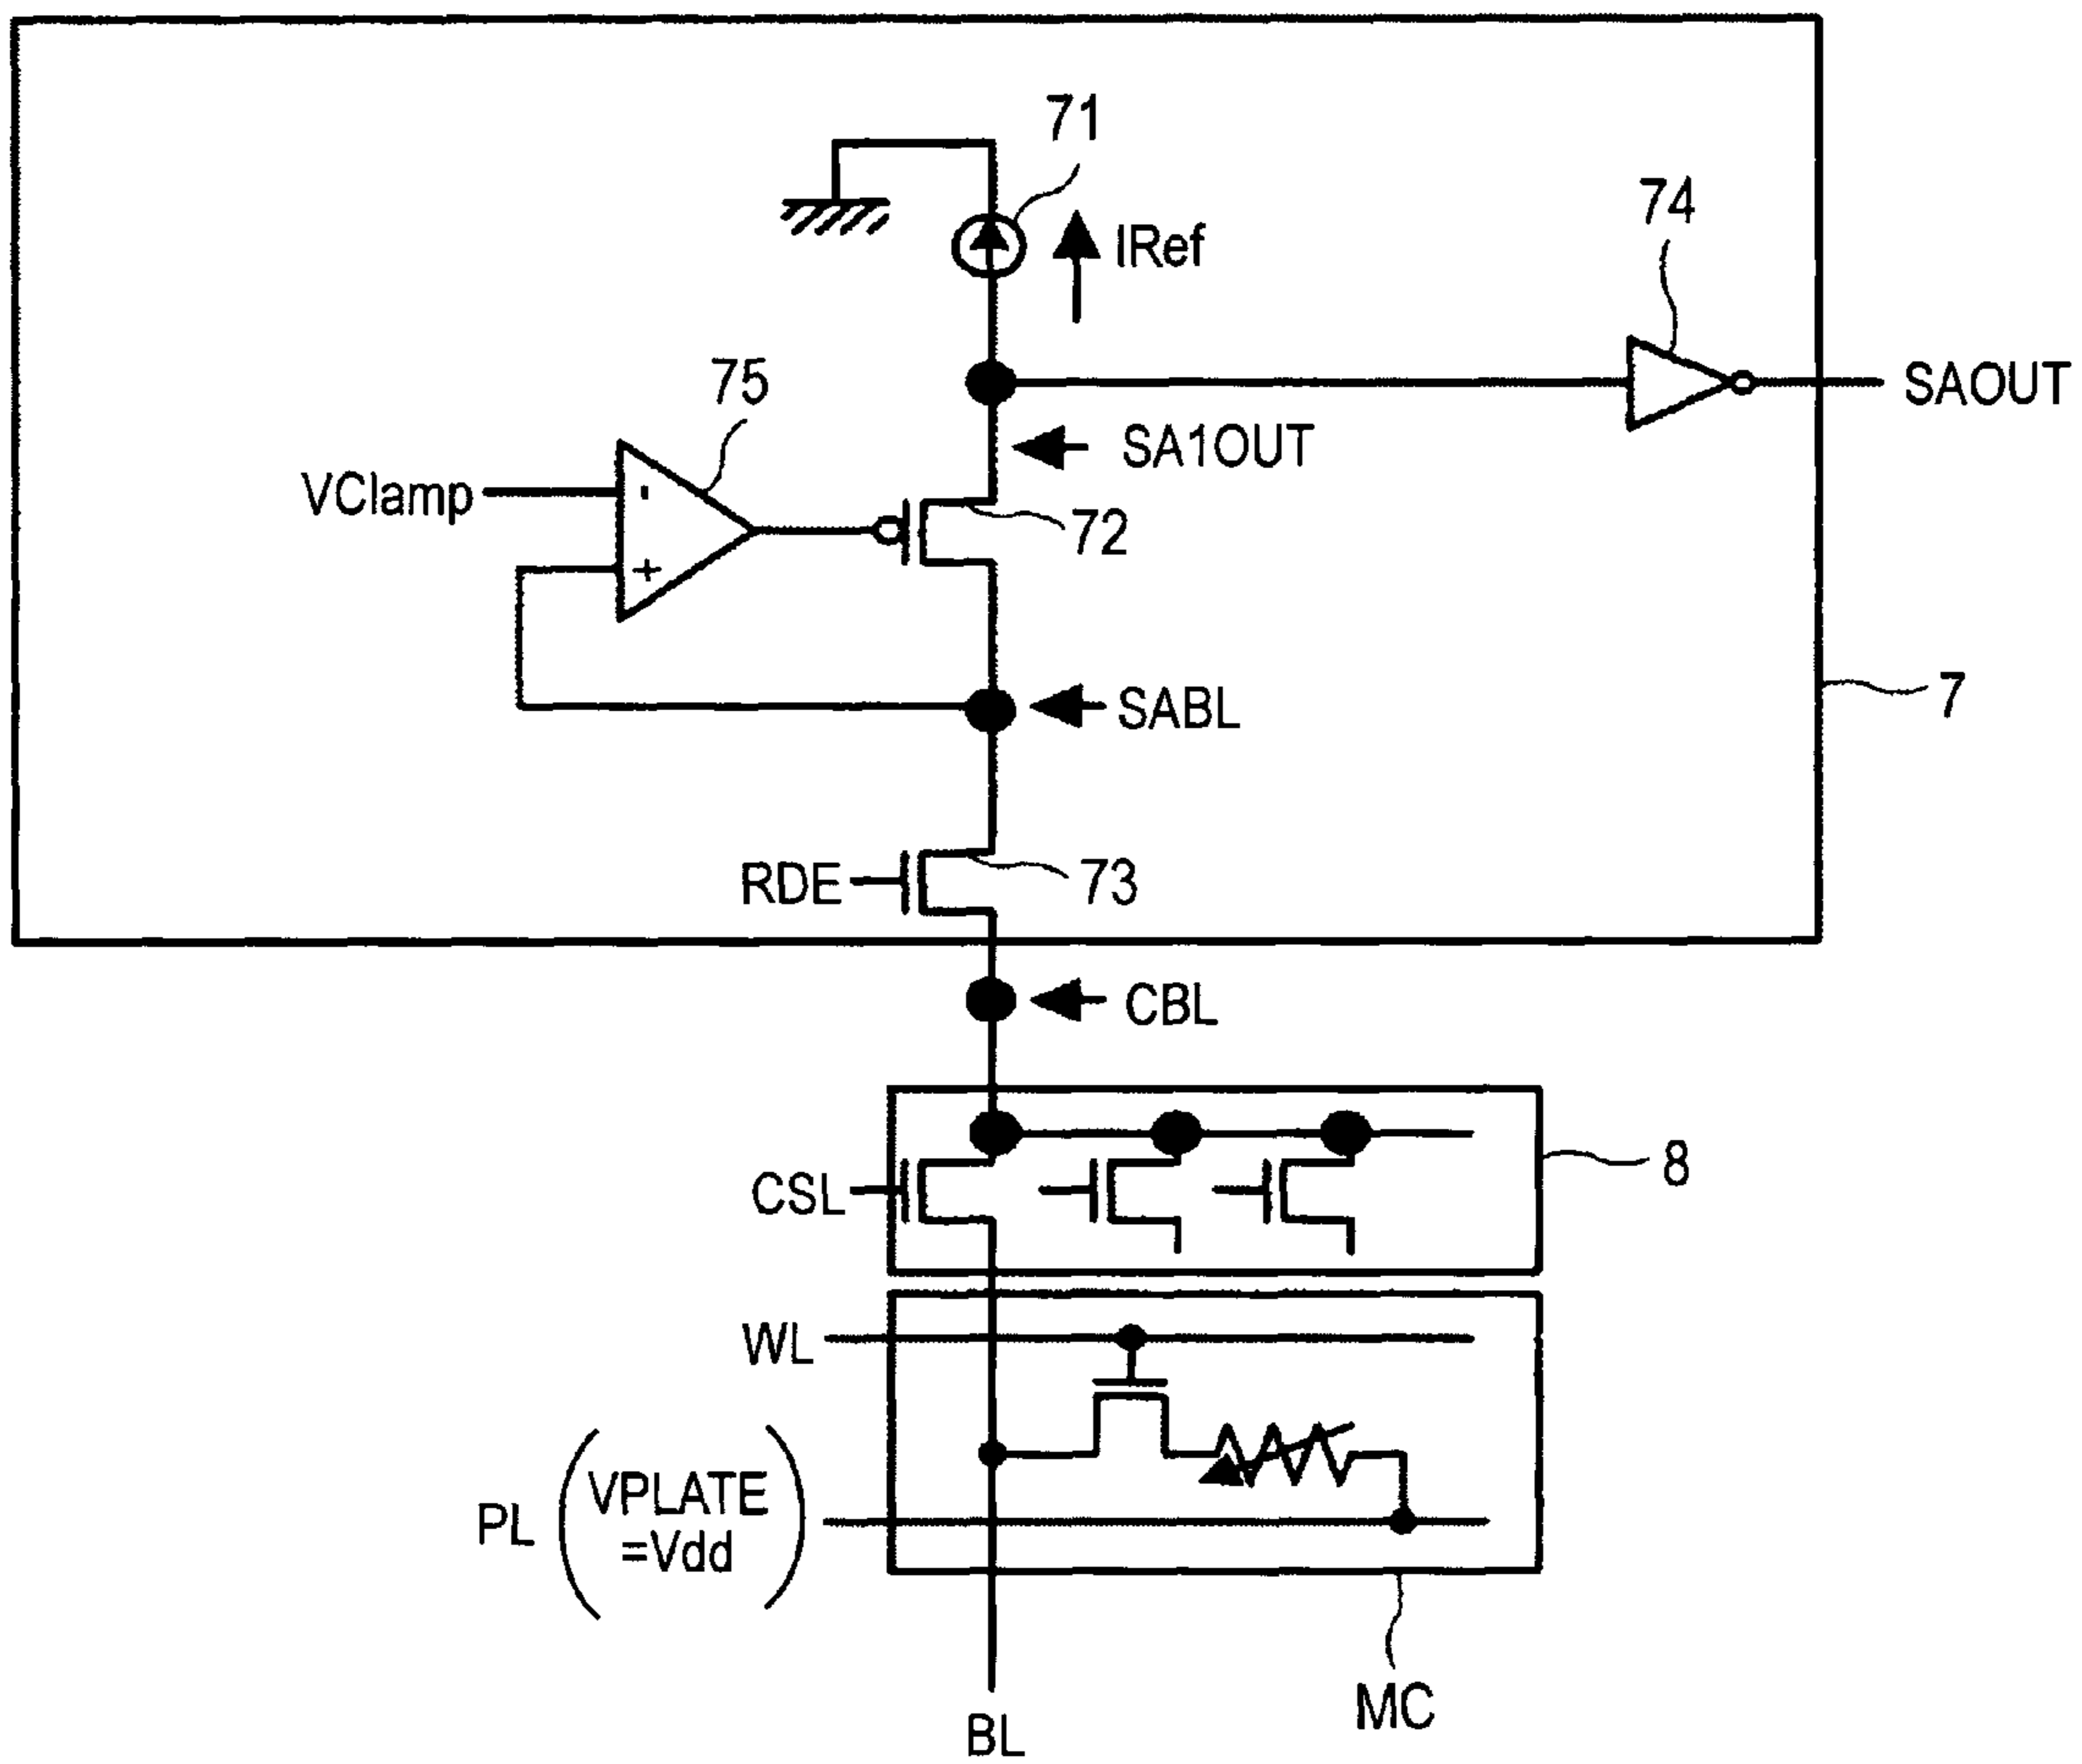 71
IRef
74
SAOUT
75
SA1OUT
VClamp
-
72
+
SABL
7
RDE
73
CBL
CSL
8
WL
PL
VPLATE
=Vdd
MC
BL